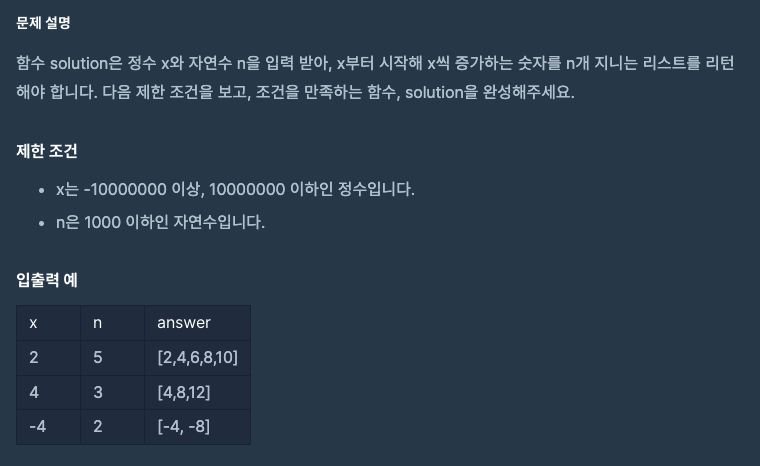 문제 설명
함수 solution은 정수 x와 자연수 n을 입력 받아, x부터 시작해 x씩 증가하는 숫자를 n개 지니는 리스트를 리턴
해야 합니다. 다음 제한 조건을 보고, 조건을 만족하는 함수, solution을 완성해주세요.
제한 조건
• x는 -10000000 이상, 10000000 이하인 정수입니다.
• n은 1000 이하인 자연수입니다.
입출력 예
x n answer
2 5 [2,4,6,8,10]
4 3 [4,8,12]
-4 2 [-4, -8]